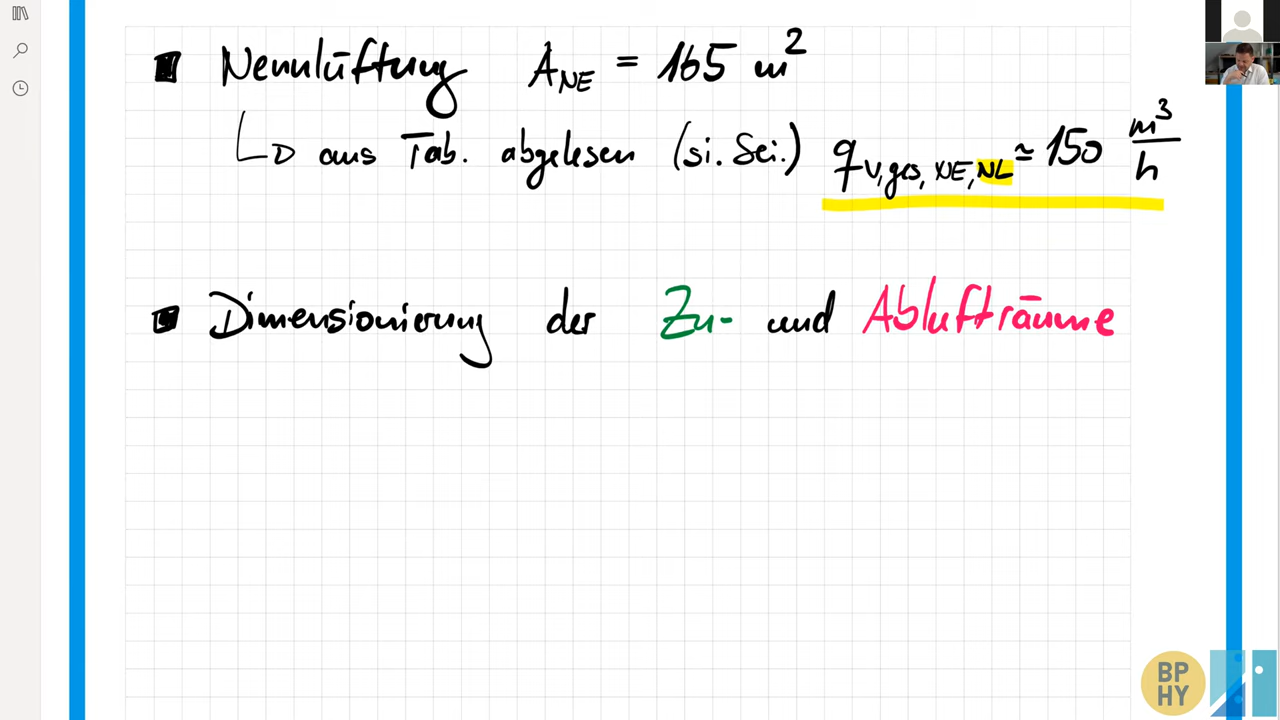 Nennlüftung A_NE = 165 m²
↳ aus Tab. abgelesen (si. Sei.) q_v,ges,NE,NL ≃ 150 m³/h
Dimensionierung der Zu- und Ablufträume
BP
HY